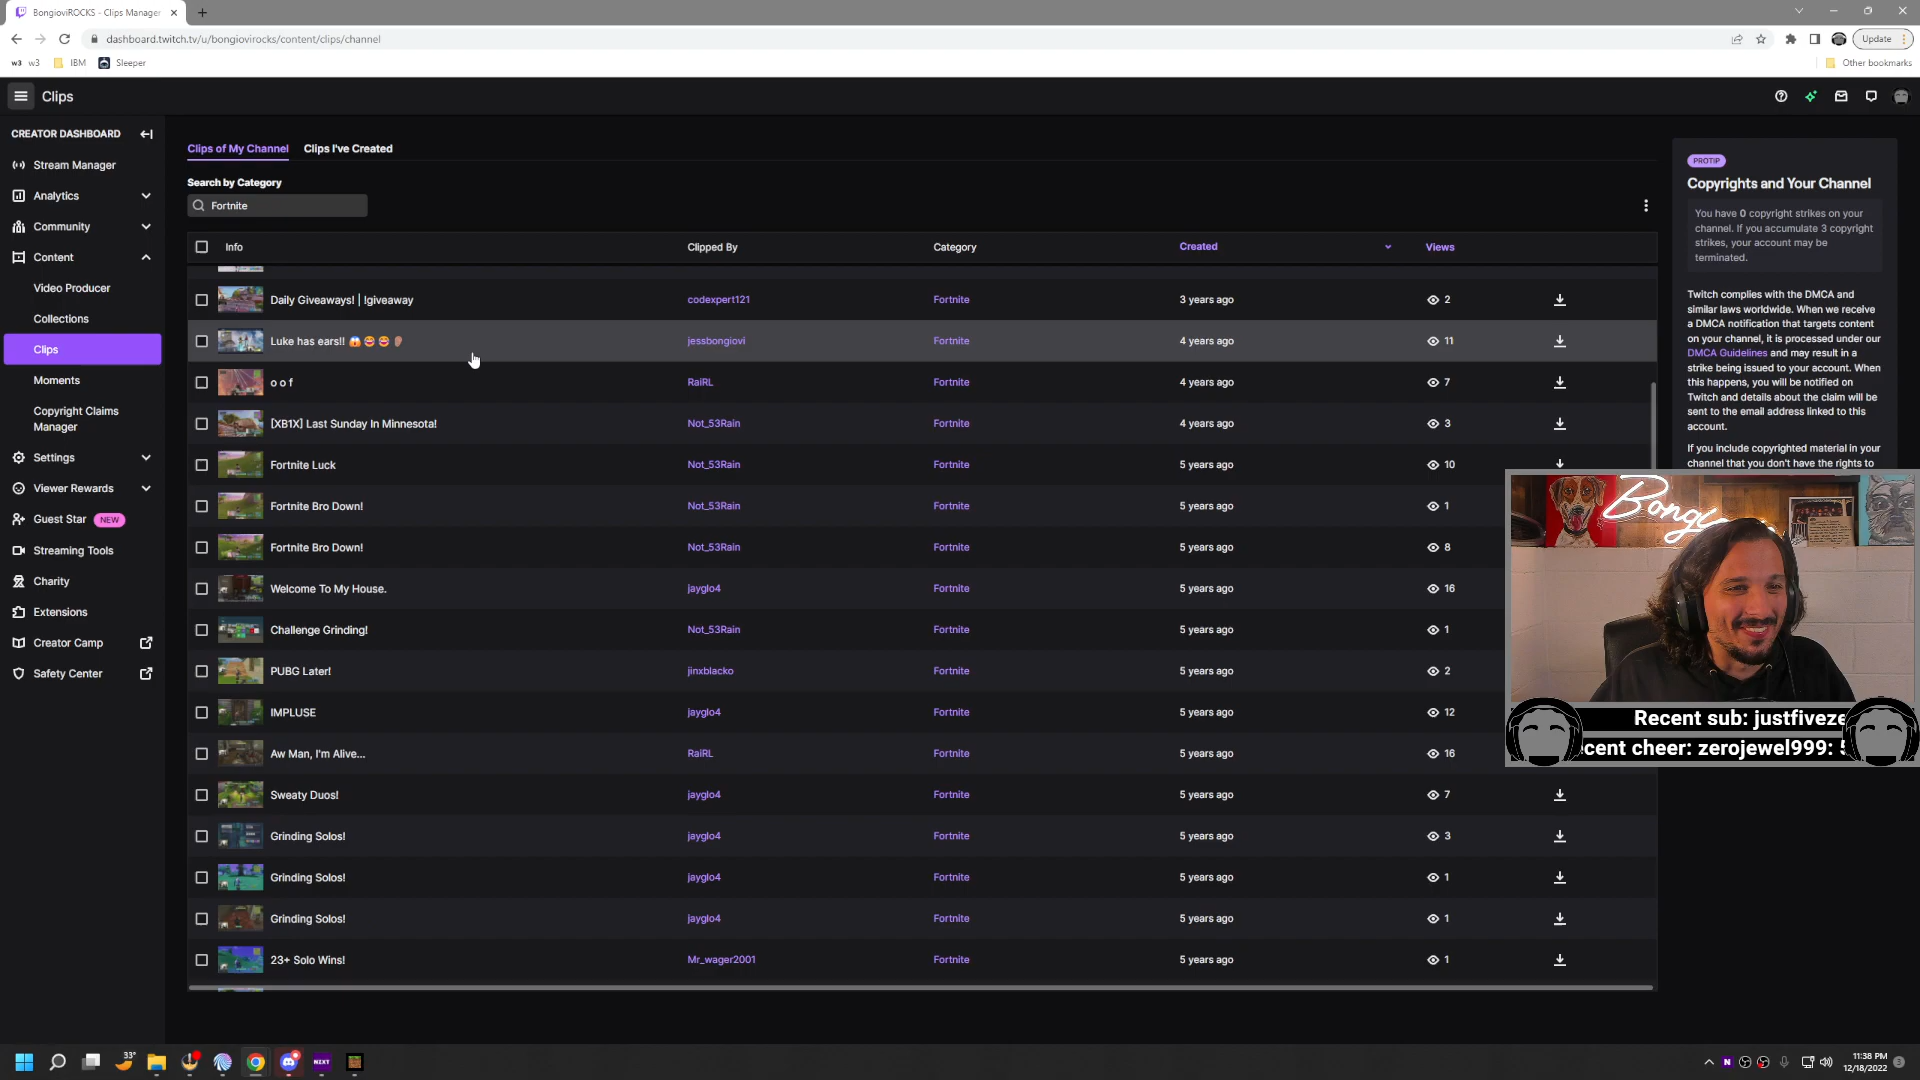 BongioviROCKS - Clips Manager
dashboard.twitch.tv/u/bongiovirocks/content/clips/channel
Update
w3 w3 IBM Sleeper
Other bookmarks
Clips
CREATOR DASHBOARD
Stream Manager
Analytics
Community
Content
Video Producer
Collections
Clips
Moments
Copyright Claims
Manager
Settings
Viewer Rewards
Guest Star NEW
Streaming Tools
Charity
Extensions
Creator Camp
Safety Center
Clips of My Channel Clips I've Created
Search by Category
Fortnite
Info Clipped By Category Created Views
Daily Giveaways! | !giveaway codexpert121 Fortnite 3 years ago 2
Luke has ears!! 😱🥰🥰👂🏽 jessbongiovi Fortnite 4 years ago 11
o o f RaiRL Fortnite 4 years ago 7
[XB1X] Last Sunday In Minnesota! Not_53Rain Fortnite 4 years ago 3
Fortnite Luck Not_53Rain Fortnite 5 years ago 10
Fortnite Bro Down! Not_53Rain Fortnite 5 years ago 1
Fortnite Bro Down! Not_53Rain Fortnite 5 years ago 8
Welcome To My House. jayglo4 Fortnite 5 years ago 16
Challenge Grinding! Not_53Rain Fortnite 5 years ago 1
PUBG Later! jinxblacko Fortnite 5 years ago 2
IMPLUSE jayglo4 Fortnite 5 years ago 12
Aw Man, I'm Alive... RaiRL Fortnite 5 years ago 16
Sweaty Duos! jayglo4 Fortnite 5 years ago 7
Grinding Solos! jayglo4 Fortnite 5 years ago 3
Grinding Solos! jayglo4 Fortnite 5 years ago 1
Grinding Solos! jayglo4 Fortnite 5 years ago 1
23+ Solo Wins! Mr_wager2001 Fortnite 5 years ago 1
PROTIP
Copyrights and Your Channel
You have 0 copyright strikes on your
channel. If you accumulate 3 copyright
strikes, your account may be
terminated.
Twitch complies with the DMCA and
similar laws worldwide. When we receive
a DMCA notification that targets content
on your channel, it is processed under our
DMCA Guidelines and may result in a
strike being issued to your account. When
this happens, you will be notified on
Twitch and details about the claim will be
sent to the email address linked to this
account.
If you include copyrighted material in your
channel that you don't have the rights to
Bongi
Recent sub: justfiveze
cent cheer: zerojewel999: 5
33°
NZXT
11:38 PM
12/18/2022
3